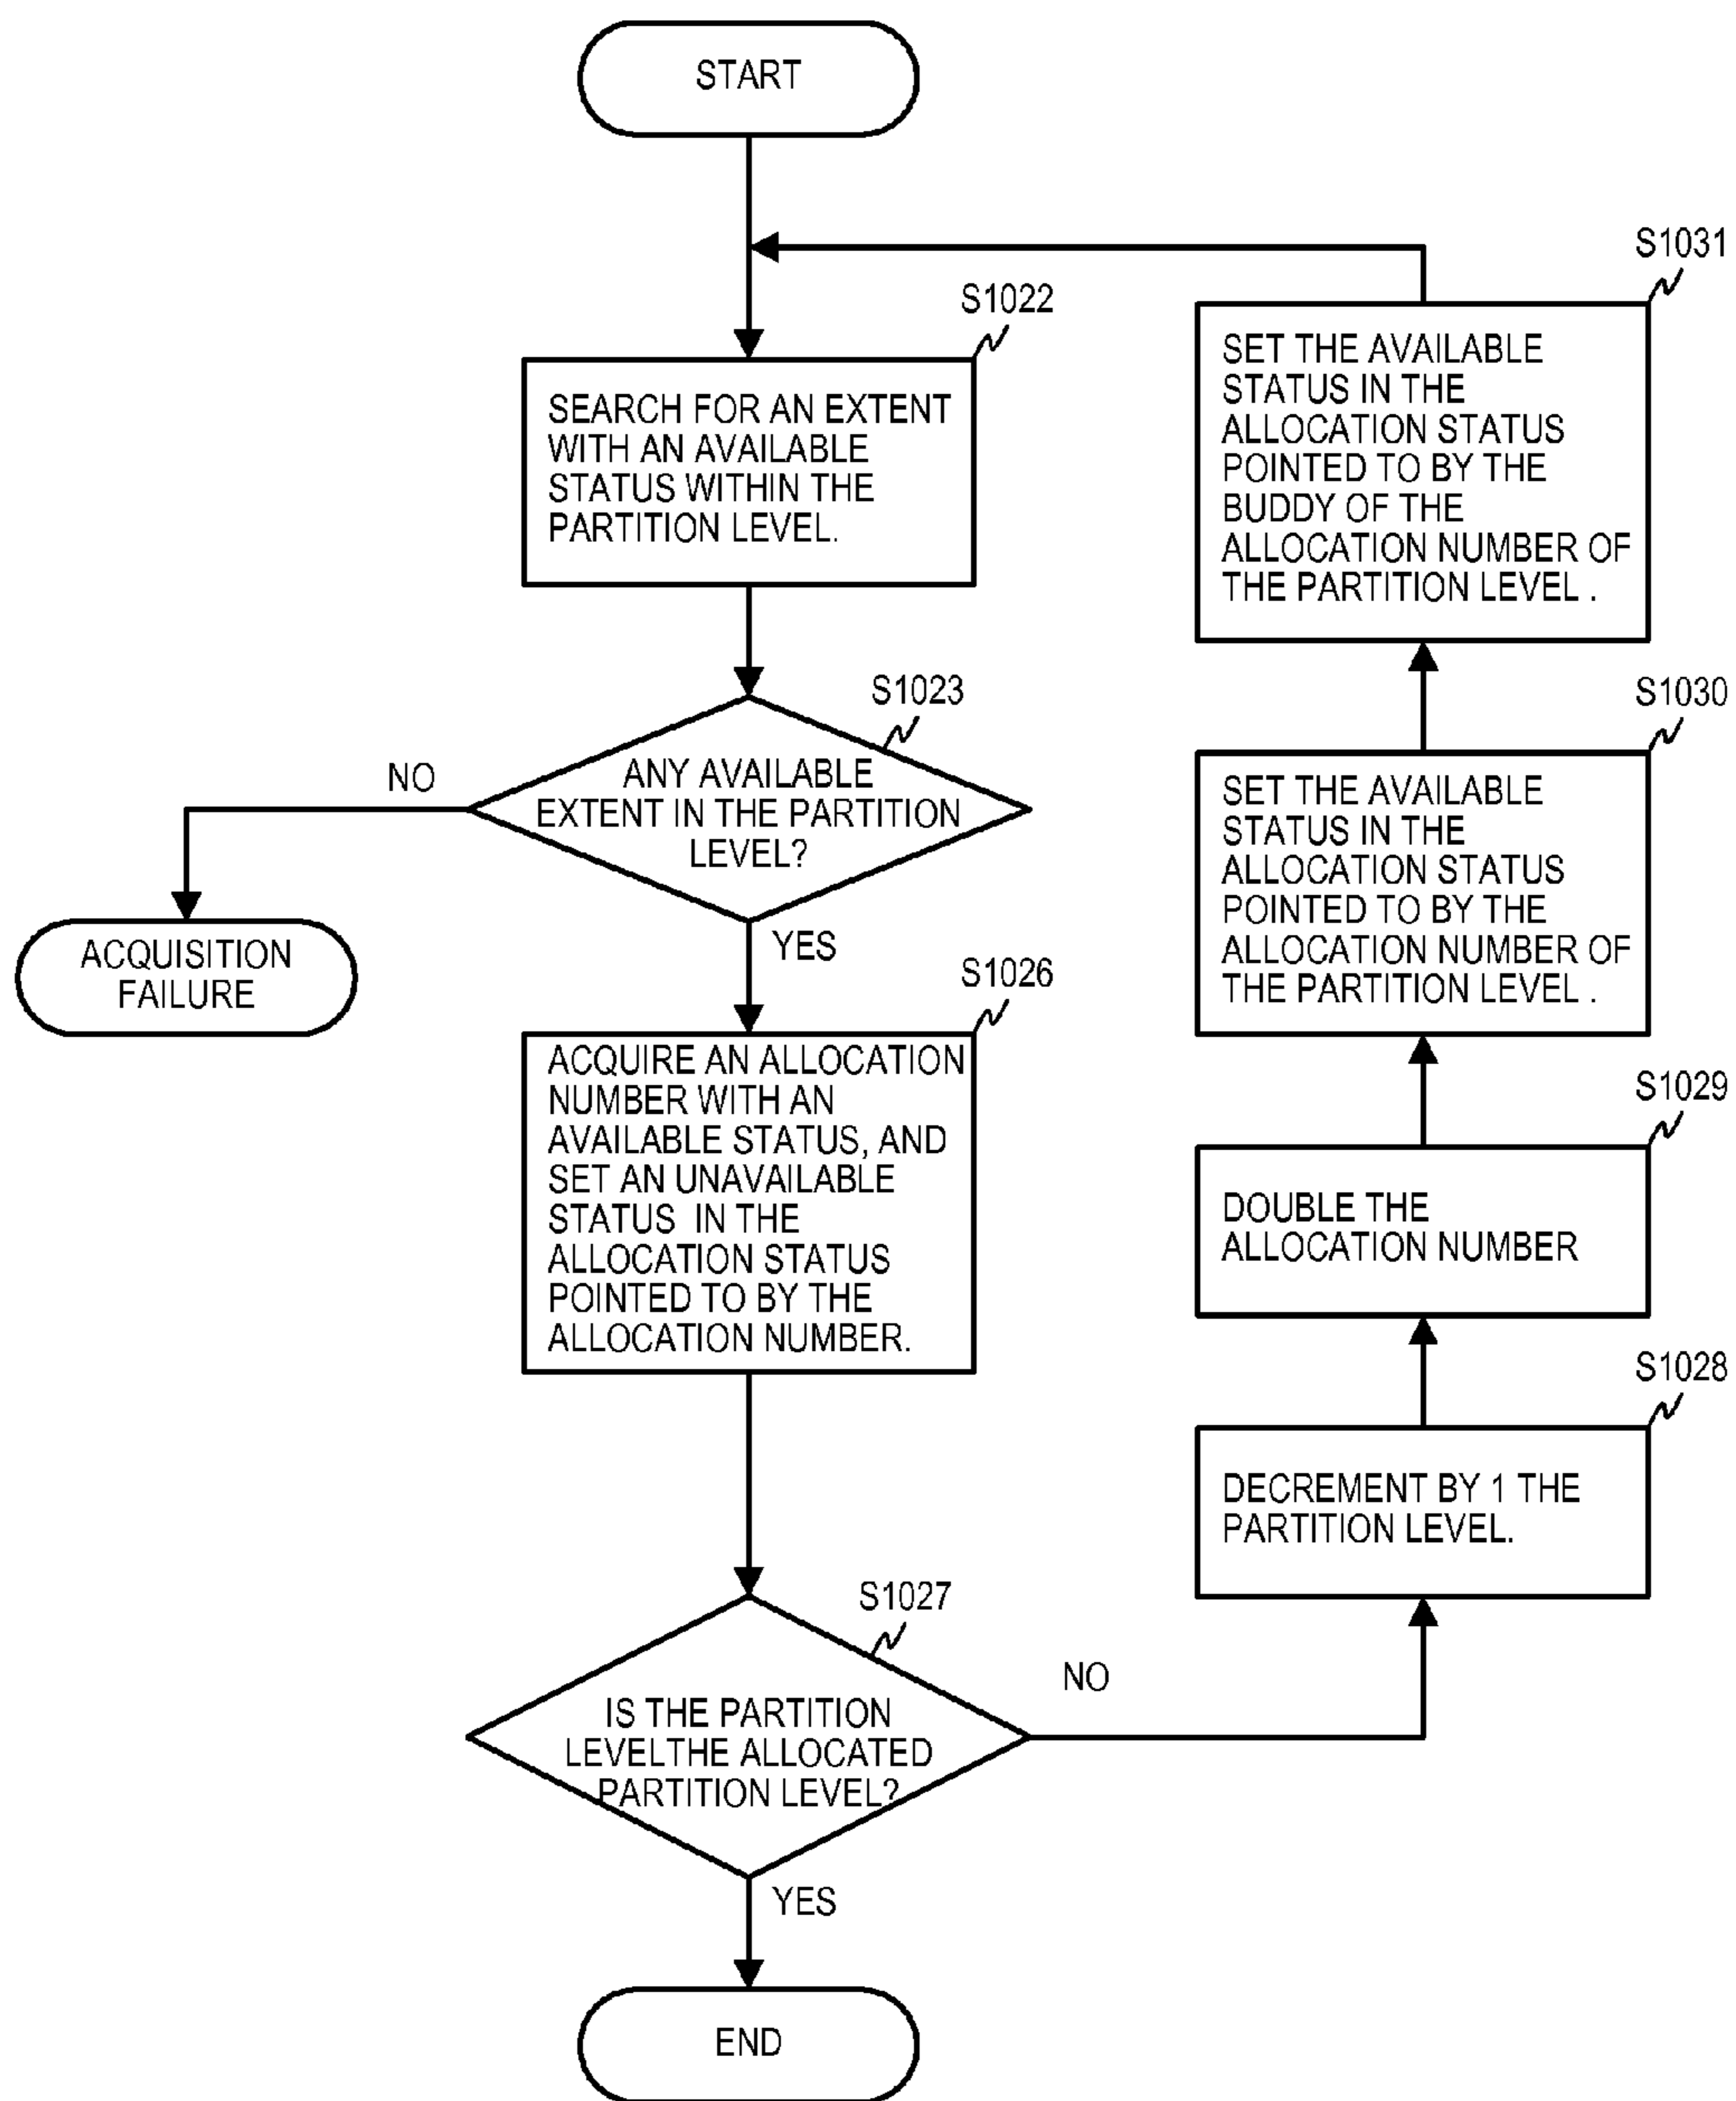 START
S1022
SEARCH FOR AN EXTENT
WITH AN AVAILABLE
STATUS WITHIN THE
PARTITION LEVEL.
S1023
ANY AVAILABLE
EXTENT IN THE PARTITION
LEVEL?
NO
ACQUISITION
FAILURE
YES
S1026
ACQUIRE AN ALLOCATION
NUMBER WITH AN
AVAILABLE STATUS, AND
SET AN UNAVAILABLE
STATUS IN THE
ALLOCATION STATUS
POINTED TO BY THE
ALLOCATION NUMBER.
S1027
IS THE PARTITION
LEVELTHE ALLOCATED
PARTITION LEVEL?
NO
YES
END
S1028
DECREMENT BY 1 THE
PARTITION LEVEL.
S1029
DOUBLE THE
ALLOCATION NUMBER
S1030
SET THE AVAILABLE
STATUS IN THE
ALLOCATION STATUS
POINTED TO BY THE
ALLOCATION NUMBER OF
THE PARTITION LEVEL .
S1031
SET THE AVAILABLE
STATUS IN THE
ALLOCATION STATUS
POINTED TO BY THE
BUDDY OF THE
ALLOCATION NUMBER OF
THE PARTITION LEVEL .